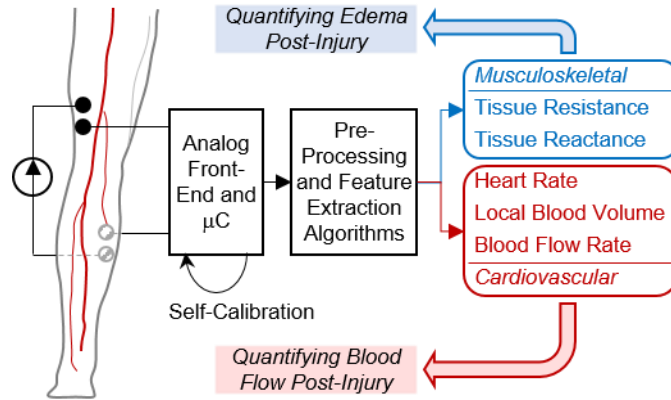 Quantifying Edema
Post-Injury
Musculoskeletal
Tissue Resistance
Tissue Reactance
Analog
Front-
End and
μC
Pre-
Processing
and Feature
Extraction
Algorithms
Heart Rate
Local Blood Volume
Blood Flow Rate
Cardiovascular
Self-Calibration
Quantifying Blood
Flow Post-Injury